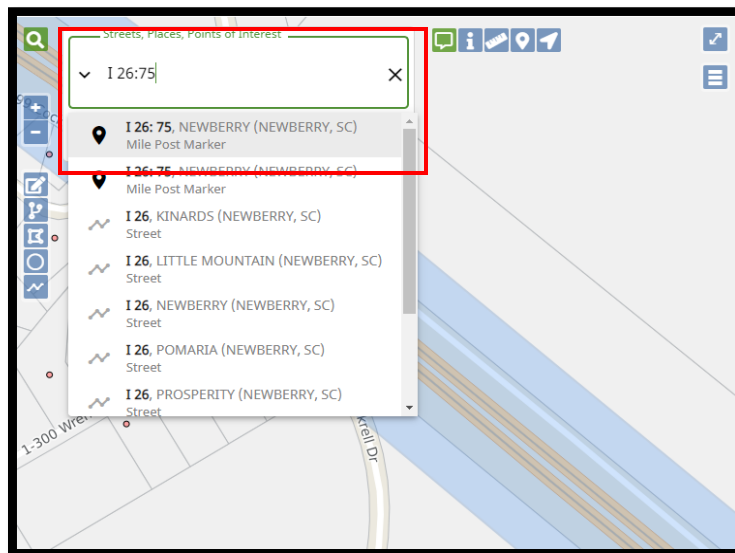 Streets, Places, Points of Interest
I 26:75
I 26: 75, NEWBERRY (NEWBERRY, SC)
Mile Post Marker
I 26: 75, NEWBERRY (NEWBERRY, SC)
Mile Post Marker
I 26, KINARDS (NEWBERRY, SC)
Street
I 26, LITTLE MOUNTAIN (NEWBERRY, SC)
Street
I 26, NEWBERRY (NEWBERRY, SC)
Street
I 26, POMARIA (NEWBERRY, SC)
Street
I 26, PROSPERITY (NEWBERRY, SC)
Street
1-300 Wren
krell Dr